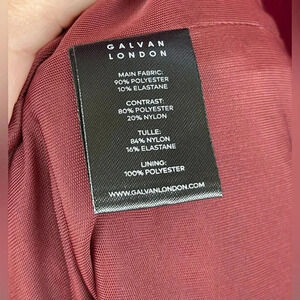 GALVAN
LONDON
MAIN FABRIC:
90% POLYESTER
10% ELASTANE
CONTRAST:
80% POLYESTER
20% NYLON
TULLE:
84% NYLON
16% ELASTANE
LINING:
100% POLYESTER
WWW.GALVANLONDON.COM